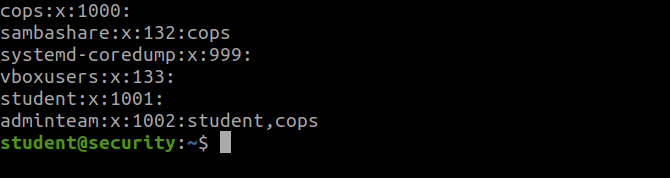 cops:x:1000:
sambashare:x:132:cops
systemd-coredump:x:999:
vboxusers:x:133:
student:x:1001:
adminteam:x:1002:student,cops
student@security:~$